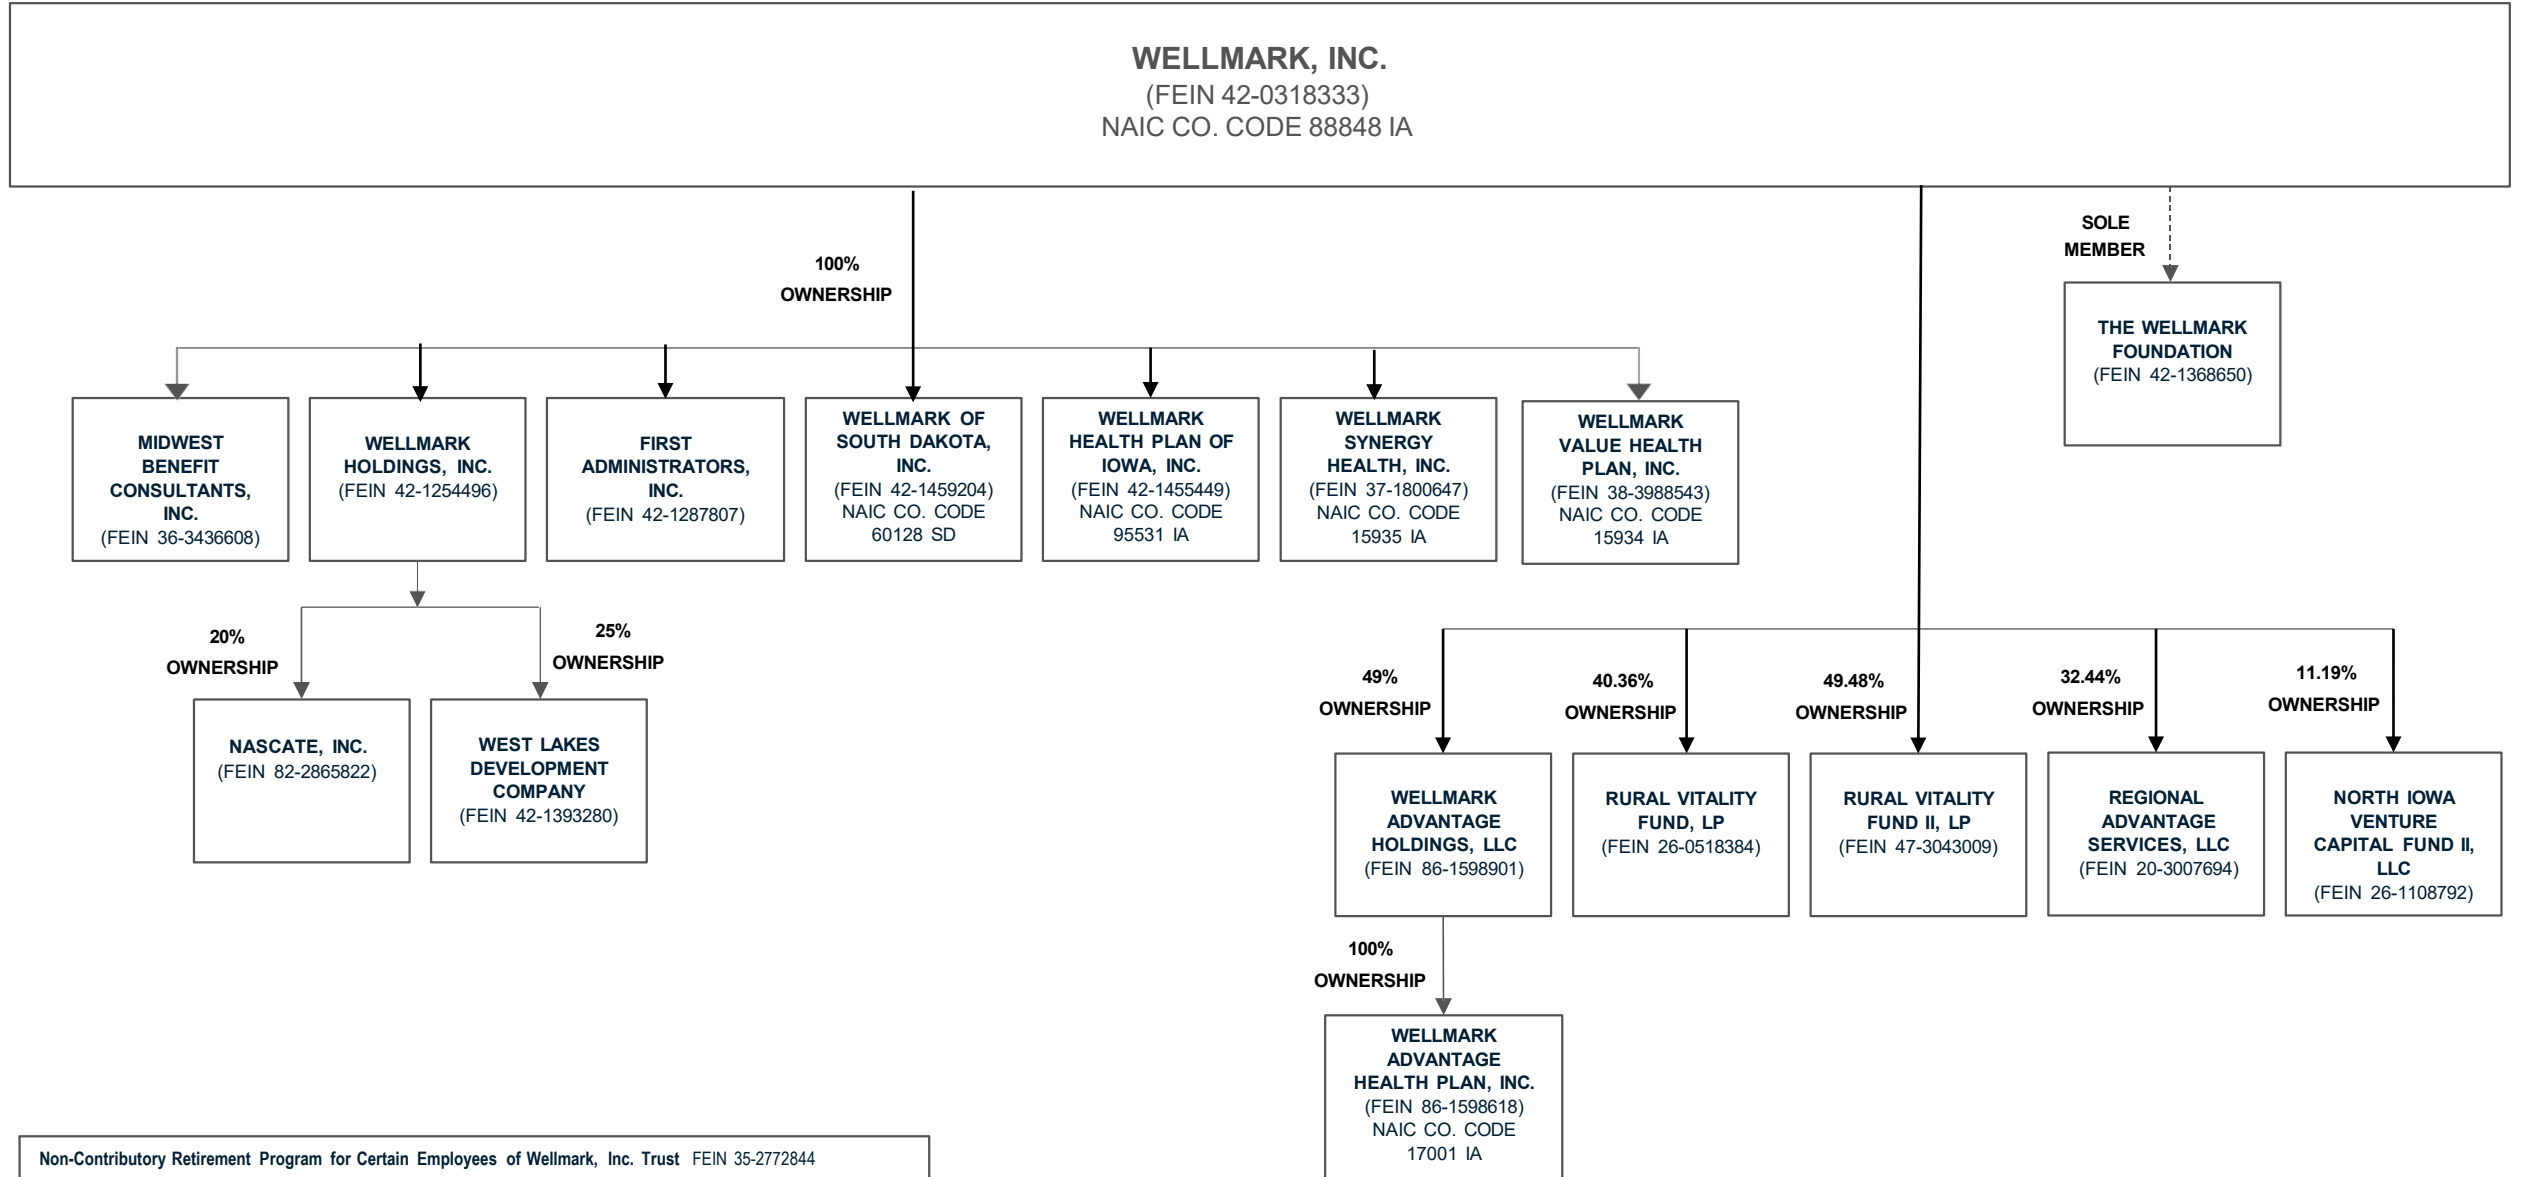 WELLMARK, INC.
(FEIN 42-0318333)
NAIC CO. CODE 88848 IA
100%
OWNERSHIP
SOLE
MEMBER
THE WELLMARK
FOUNDATION
(FEIN 42-1368650)
MIDWEST
BENEFIT
CONSULTANTS,
INC.
(FEIN 36-3436608)
WELLMARK
HOLDINGS, INC.
(FEIN 42-1254496)
FIRST
ADMINISTRATORS,
INC.
(FEIN 42-1287807)
WELLMARK OF
SOUTH DAKOTA,
INC.
(FEIN 42-1459204)
NAIC CO. CODE
60128 SD
WELLMARK
HEALTH PLAN OF
IOWA, INC.
(FEIN 42-1455449)
NAIC CO. CODE
95531 IA
WELLMARK
SYNERGY
HEALTH, INC.
(FEIN 37-1800647)
NAIC CO. CODE
15935 IA
WELLMARK
VALUE HEALTH
PLAN, INC.
(FEIN 38-3988543)
NAIC CO. CODE
15934 IA
20%
OWNERSHIP
25%
OWNERSHIP
NASCATE, INC.
(FEIN 82-2865822)
WEST LAKES
DEVELOPMENT
COMPANY
(FEIN 42-1393280)
49%
OWNERSHIP
40.36%
OWNERSHIP
49.48%
OWNERSHIP
32.44%
OWNERSHIP
11.19%
OWNERSHIP
WELLMARK
ADVANTAGE
HOLDINGS, LLC
(FEIN 86-1598901)
RURAL VITALITY
FUND, LP
(FEIN 26-0518384)
RURAL VITALITY
FUND II, LP
(FEIN 47-3043009)
REGIONAL
ADVANTAGE
SERVICES, LLC
(FEIN 20-3007694)
NORTH IOWA
VENTURE
CAPITAL FUND II,
LLC
(FEIN 26-1108792)
100%
OWNERSHIP
WELLMARK
ADVANTAGE
HEALTH PLAN, INC.
(FEIN 86-1598618)
NAIC CO. CODE
17001 IA
Non-Contributory Retirement Program for Certain Employees of Wellmark, Inc. Trust FEIN 35-2772844